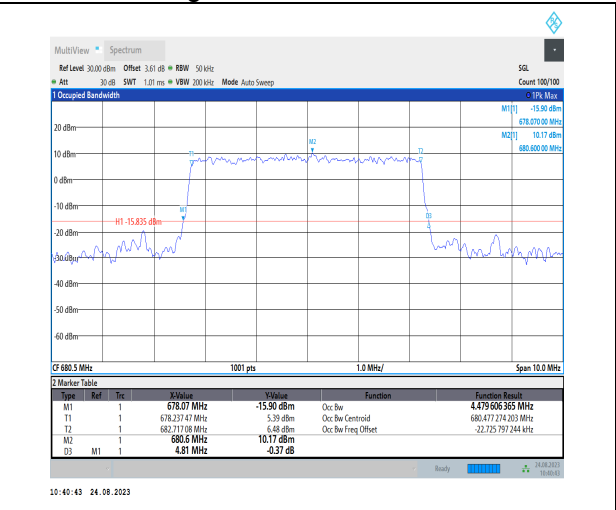 MultiView Spectrum
Ref Level 30.00 dBm Offset 3.61 dB RBW 50 kHz SGL
Att 30 dB SWT 1.01 ms VBW 200 kHz Mode Auto Sweep Count 100/100
1 Occupied Bandwidth 1Pk Max
M1[1] -15.90 dBm
678.070 00 MHz
M2[1] 10.17 dBm
680.600 00 MHz
20 dBm
M2
10 dBm
T1 T2
0 dBm
-10 dBm
M1
D3
H1 -15.835 dBm
-20 dBm
-30 dBm
-40 dBm
-50 dBm
-60 dBm
CF 680.5 MHz 1001 pts 1.0 MHz/ Span 10.0 MHz
2 Marker Table
Type Ref Trc X-Value Y-Value Function Function Result
M1 1 678.07 MHz -15.90 dBm Occ Bw 4.479 606 365 MHz
T1 1 678.237 47 MHz 5.39 dBm Occ Bw Centroid 680.477 274 203 MHz
T2 1 682.717 08 MHz 6.48 dBm Occ Bw Freq Offset -22.725 797 244 kHz
M2 1 680.6 MHz 10.17 dBm
D3 M1 1 4.81 MHz -0.37 dB
Ready 24.08.2023
10:40:43
10:40:43 24.08.2023